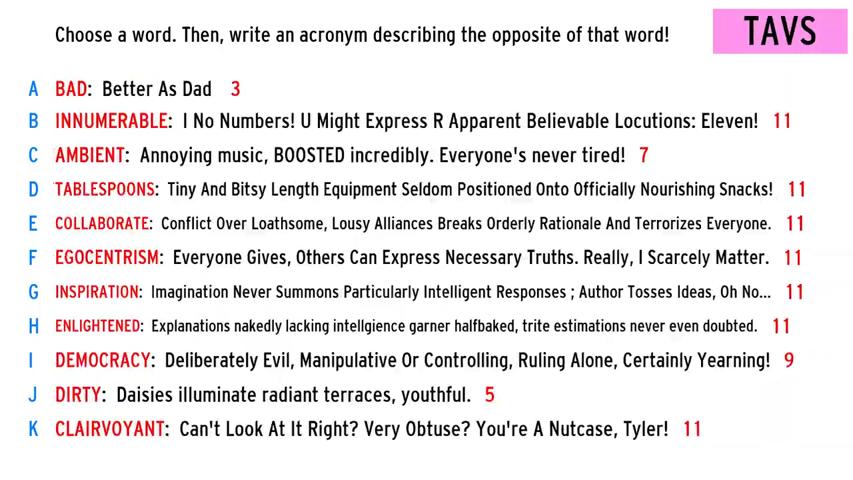 Choose a word. Then, write an acronym describing the opposite of that word!
TAVS
A BAD: Better As Dad 3
B INNUMERABLE: I No Numbers! U Might Express R Apparent Believable Locutions: Eleven! 11
C AMBIENT: Annoying music, BOOSTED incredibly. Everyone's never tired! 7
D TABLESPOONS: Tiny And Bitsy Length Equipment Seldom Positioned Onto Officially Nourishing Snacks! 11
E COLLABORATE: Conflict Over Loathsome, Lousy Alliances Breaks Orderly Rationale And Terrorizes Everyone. 11
F EGOCENTRISM: Everyone Gives, Others Can Express Necessary Truths. Really, I Scarcely Matter. 11
G INSPIRATION: Imagination Never Summons Particularly Intelligent Responses ; Author Tosses Ideas, Oh No... 11
H ENLIGHTENED: Explanations nakedly lacking intellgience garner halfbaked, trite estimations never even doubted. 11
I DEMOCRACY: Deliberately Evil, Manipulative Or Controlling, Ruling Alone, Certainly Yearning! 9
J DIRTY: Daisies illuminate radiant terraces, youthful. 5
K CLAIRVOYANT: Can't Look At It Right? Very Obtuse? You're A Nutcase, Tyler! 11